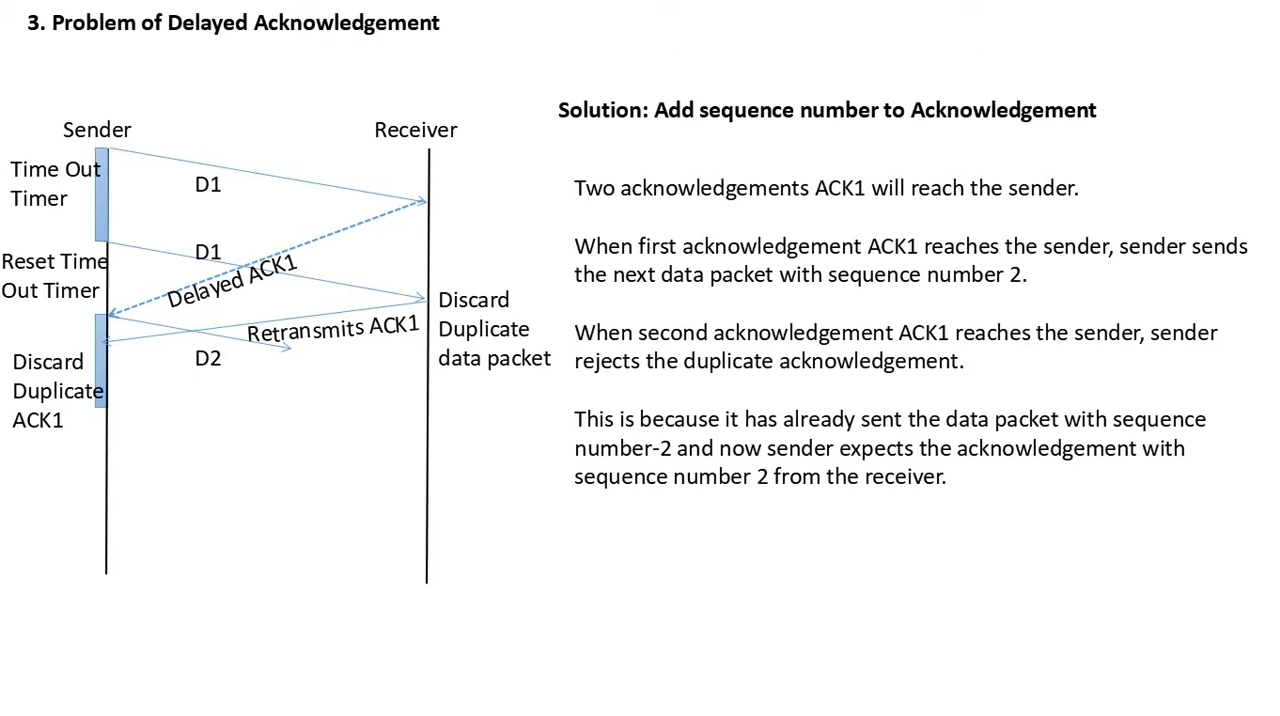 3. Problem of Delayed Acknowledgement
Solution: Add sequence number to Acknowledgement
Sender
Receiver
Time Out
Timer
D1
D1
Reset Time
Out Timer
Delayed ACK1
Retransmits ACK1
Discard
Duplicate
data packet
D2
Discard
Duplicate
ACK1
Two acknowledgements ACK1 will reach the sender.
When first acknowledgement ACK1 reaches the sender, sender sends
the next data packet with sequence number 2.
When second acknowledgement ACK1 reaches the sender, sender
rejects the duplicate acknowledgement.
This is because it has already sent the data packet with sequence
number-2 and now sender expects the acknowledgement with
sequence number 2 from the receiver.